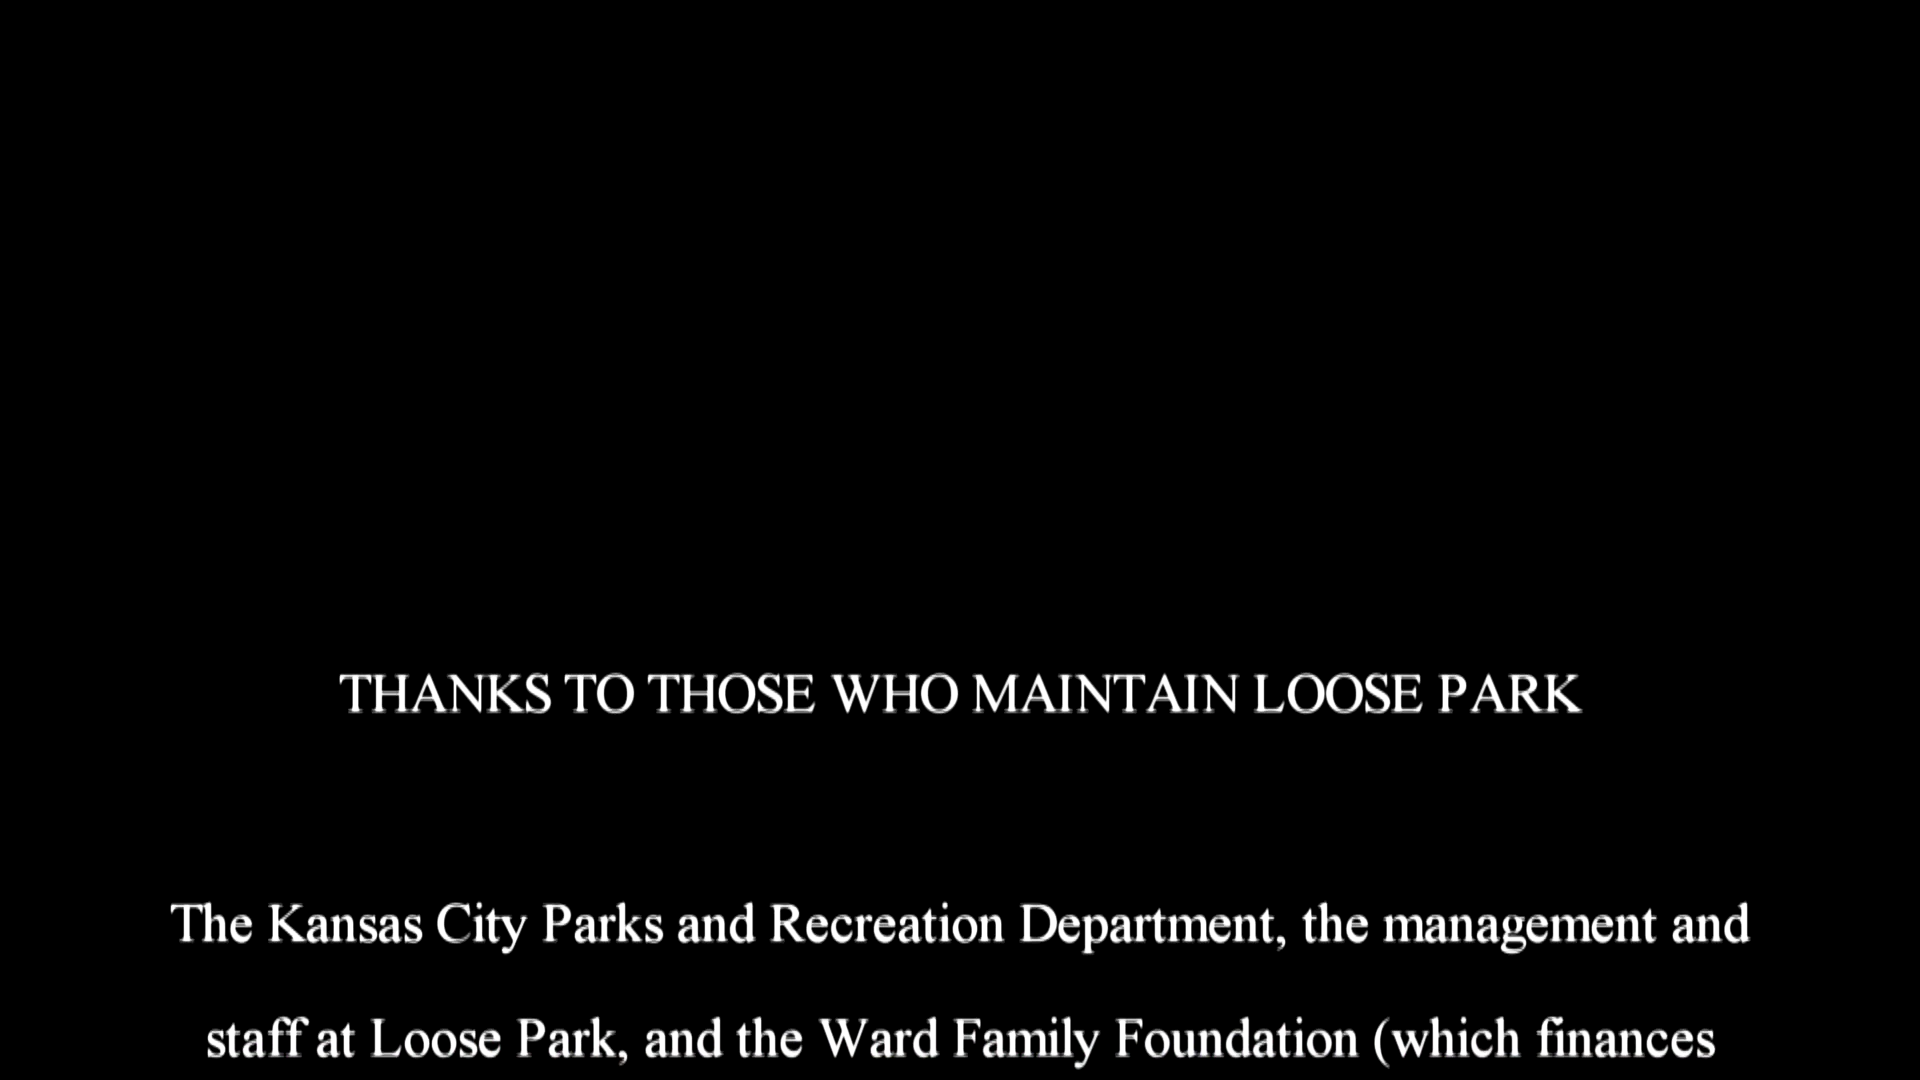 THANKS TO THOSE WHO MAINTAIN LOOSE PARK
The Kansas City Parks and Recreation Department, the management and
staff at Loose Park, and the Ward Family Foundation (which finances